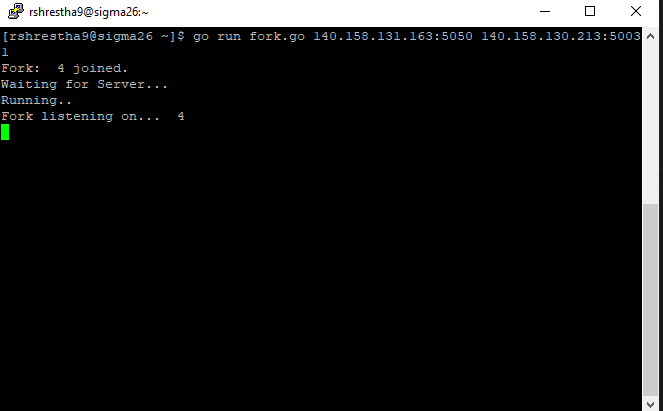 rshrestha9@sigma26:~
[rshrestha9@sigma26 ~]$ go run fork.go 140.158.131.163:5050 140.158.130.213:5003
1
Fork:  4 joined.
Waiting for Server...
Running..
Fork listening on...  4